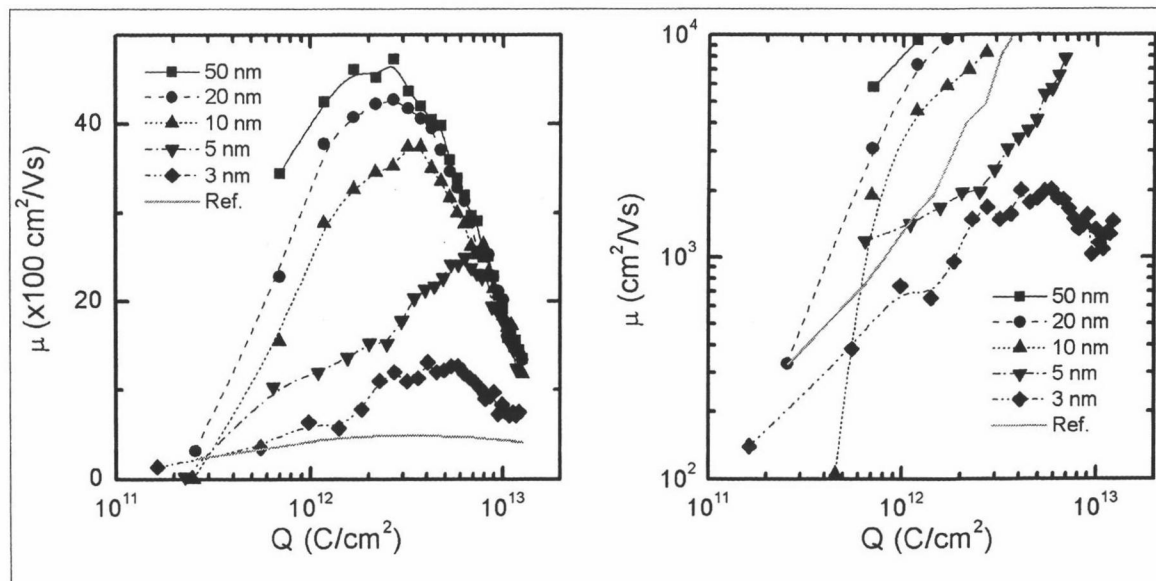 50 nm
20 nm
10 nm
5 nm
3 nm
Ref.
40
20
0
μ (x100 cm²/Vs)
10¹¹ 10¹² 10¹³
Q (C/cm²)
10⁴
10³
10²
μ (cm²/Vs)
50 nm
20 nm
10 nm
5 nm
3 nm
Ref.
10¹¹ 10¹² 10¹³
Q (C/cm²)